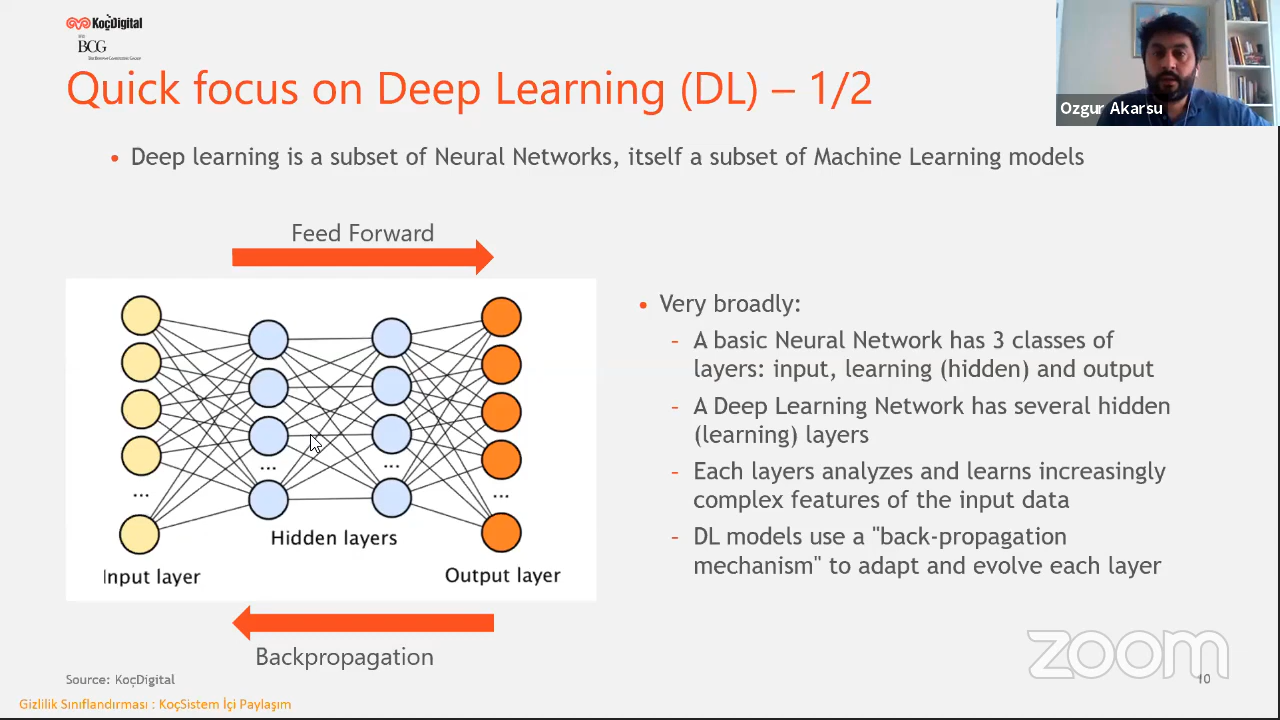 KoçDigital
BCG
Quick focus on Deep Learning (DL) – 1/2
Ozgur Akarsu
• Deep learning is a subset of Neural Networks, itself a subset of Machine Learning models
Feed Forward
...
...
...
...
Hidden layers
Input layer
Output layer
Backpropagation
• Very broadly:
- A basic Neural Network has 3 classes of
layers: input, learning (hidden) and output
- A Deep Learning Network has several hidden
(learning) layers
- Each layers analyzes and learns increasingly
complex features of the input data
- DL models use a "back-propagation
mechanism" to adapt and evolve each layer
zoom
Source: KoçDigital
10
Gizlilik Sınıflandırması : KoçSistem İçi Paylaşım